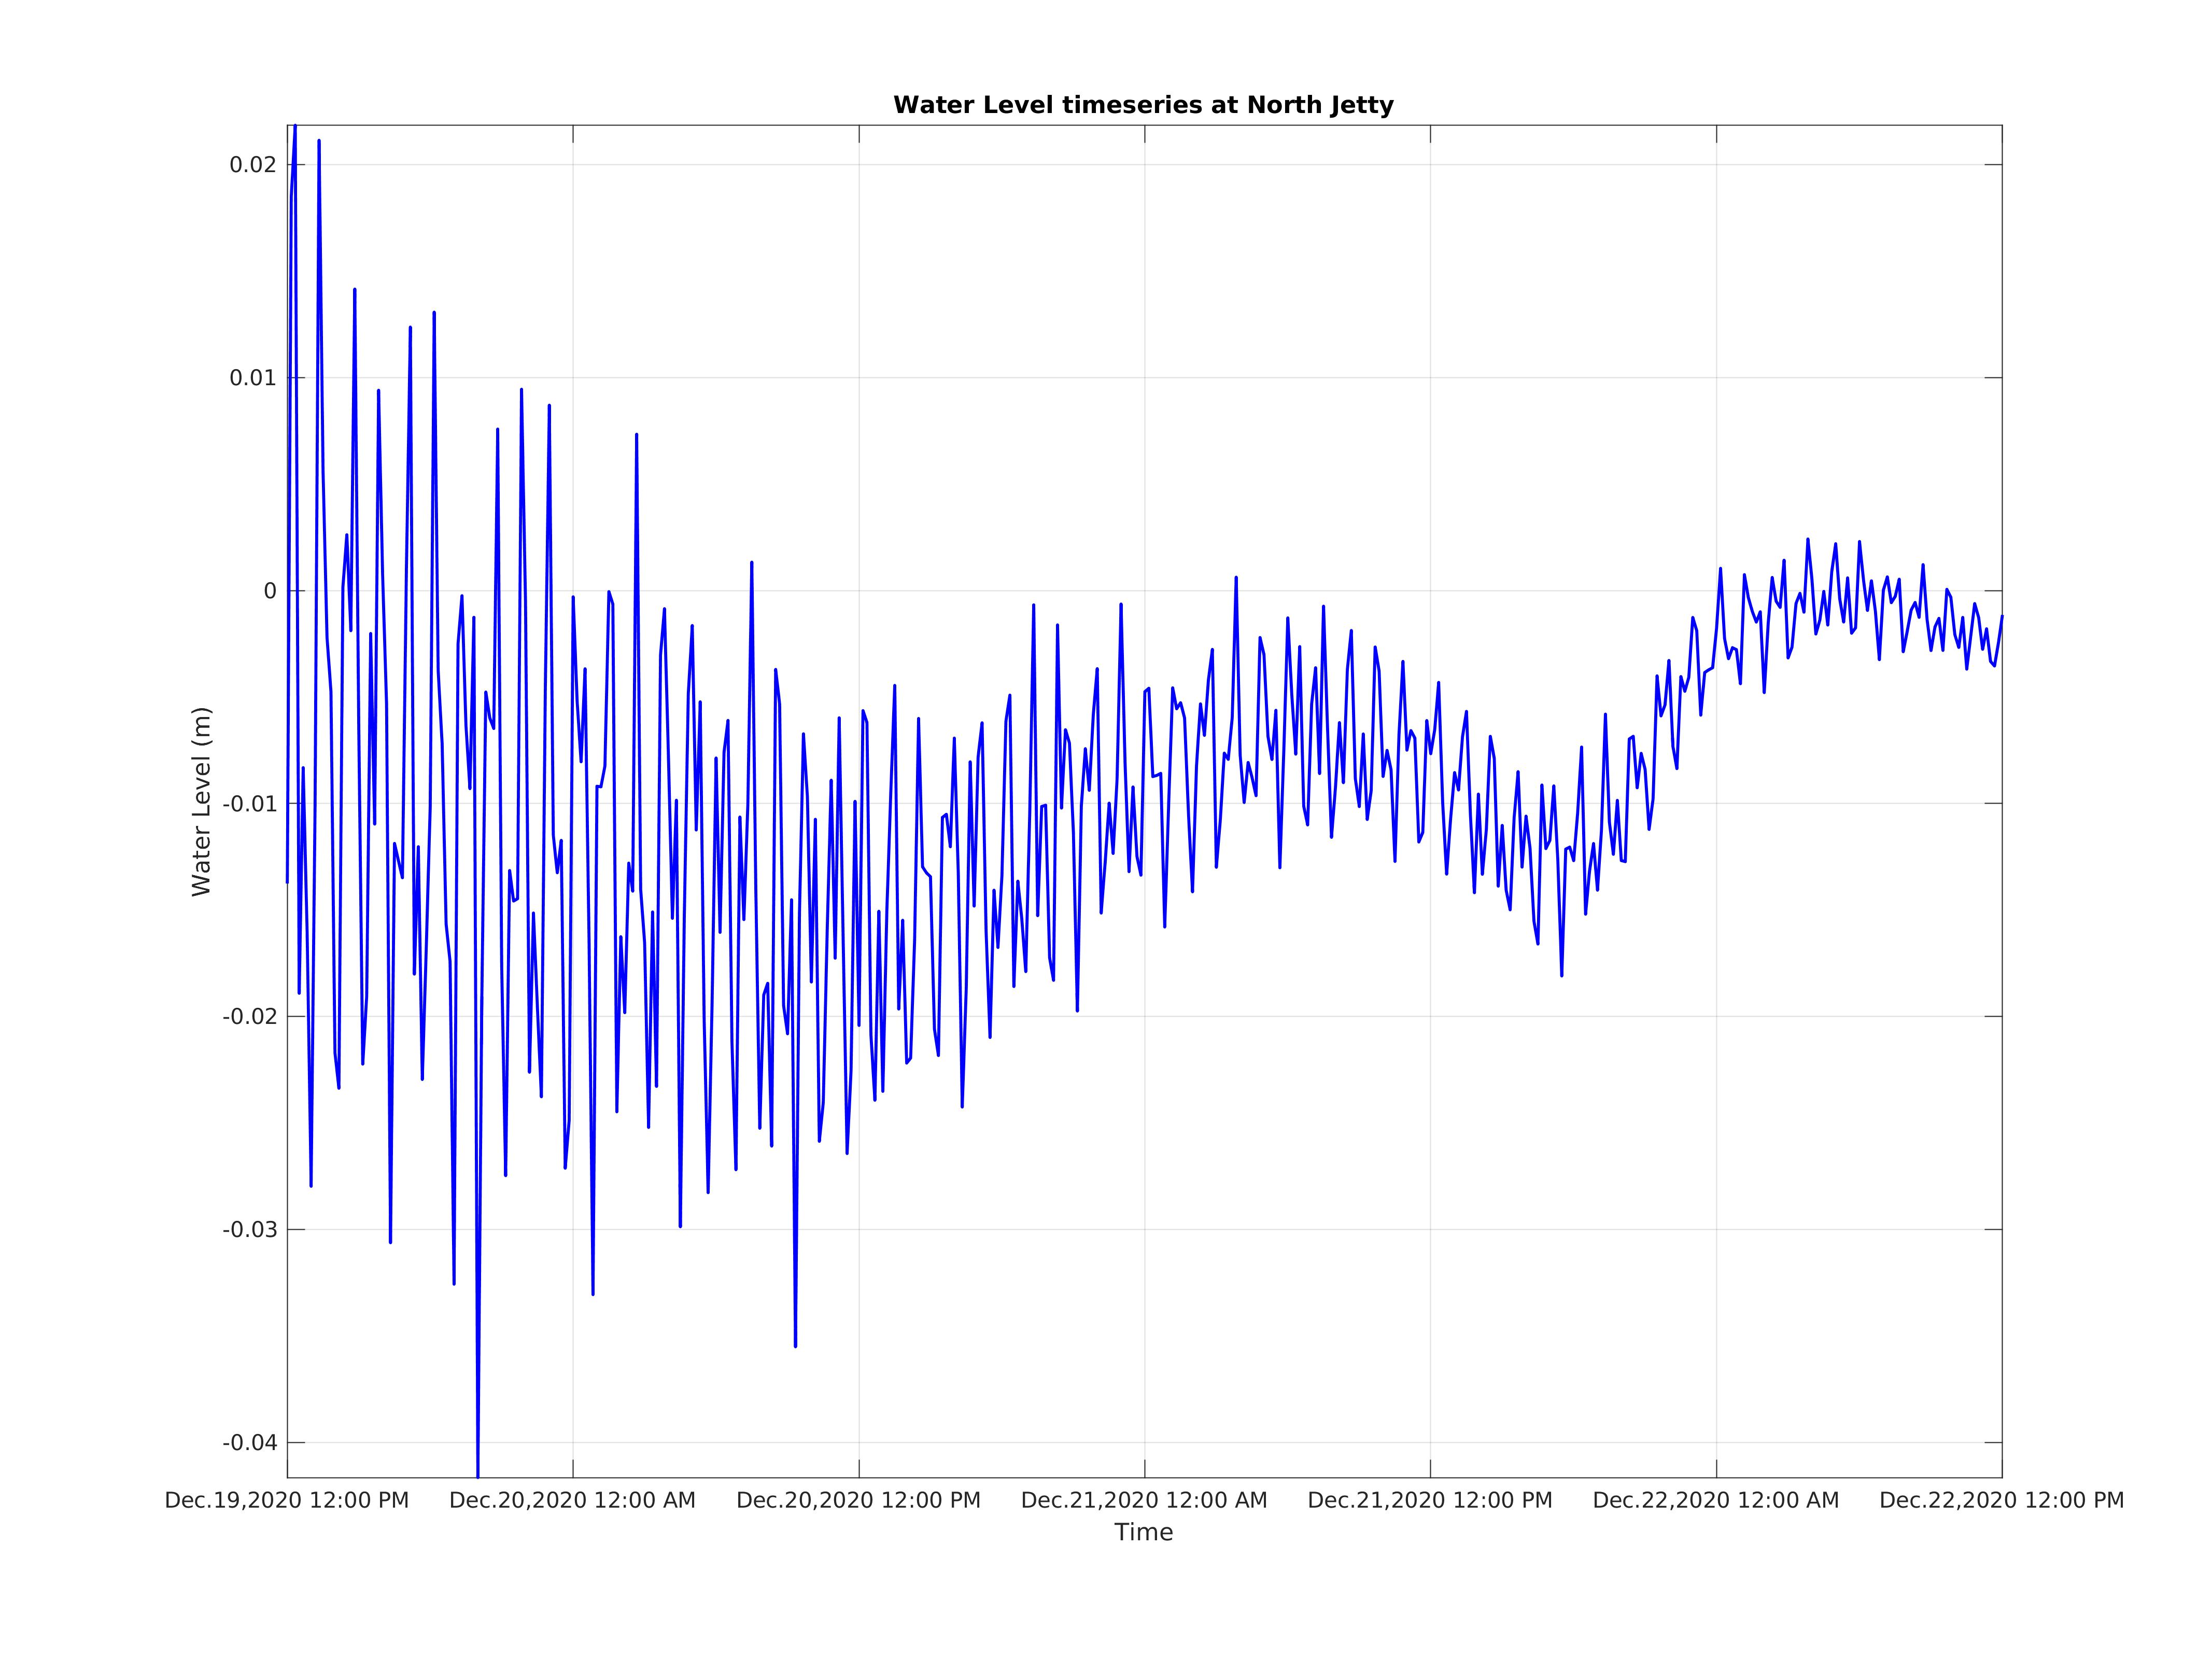 Water Level timeseries at North Jetty
0.02
0.01
0
-0.01
-0.02
-0.03
-0.04
Water Level (m)
Dec.19,2020 12:00 PM Dec.20,2020 12:00 AM Dec.20,2020 12:00 PM Dec.21,2020 12:00 AM Dec.21,2020 12:00 PM Dec.22,2020 12:00 AM Dec.22,2020 12:00 PM
Time